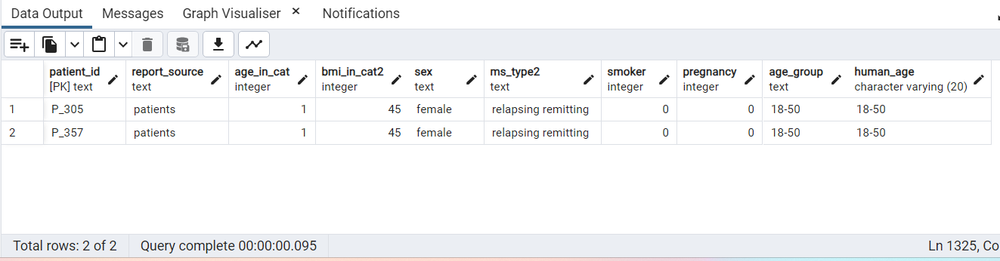 Data Output Messages Graph Visualiser × Notifications
patient_id report_source age_in_cat bmi_in_cat2 sex ms_type2 smoker pregnancy age_group human_age
[PK] text text integer integer text text integer integer text character varying (20)
1 P_305 patients 1 45 female relapsing remitting 0 0 18-50 18-50
2 P_357 patients 1 45 female relapsing remitting 0 0 18-50 18-50
Total rows: 2 of 2 Query complete 00:00:00.095 Ln 1325, Co